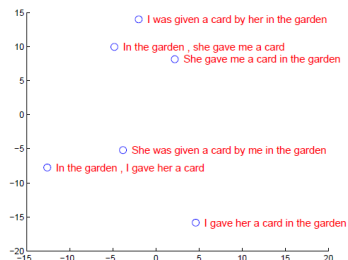 15
I was given a card by her in the garden
10
In the garden , she gave me a card
She gave me a card in the garden
5
0
−5
She was given a card by me in the garden
In the garden , I gave her a card
−10
−15
I gave her a card in the garden
−20
−15 −10 −5 0 5 10 15 20